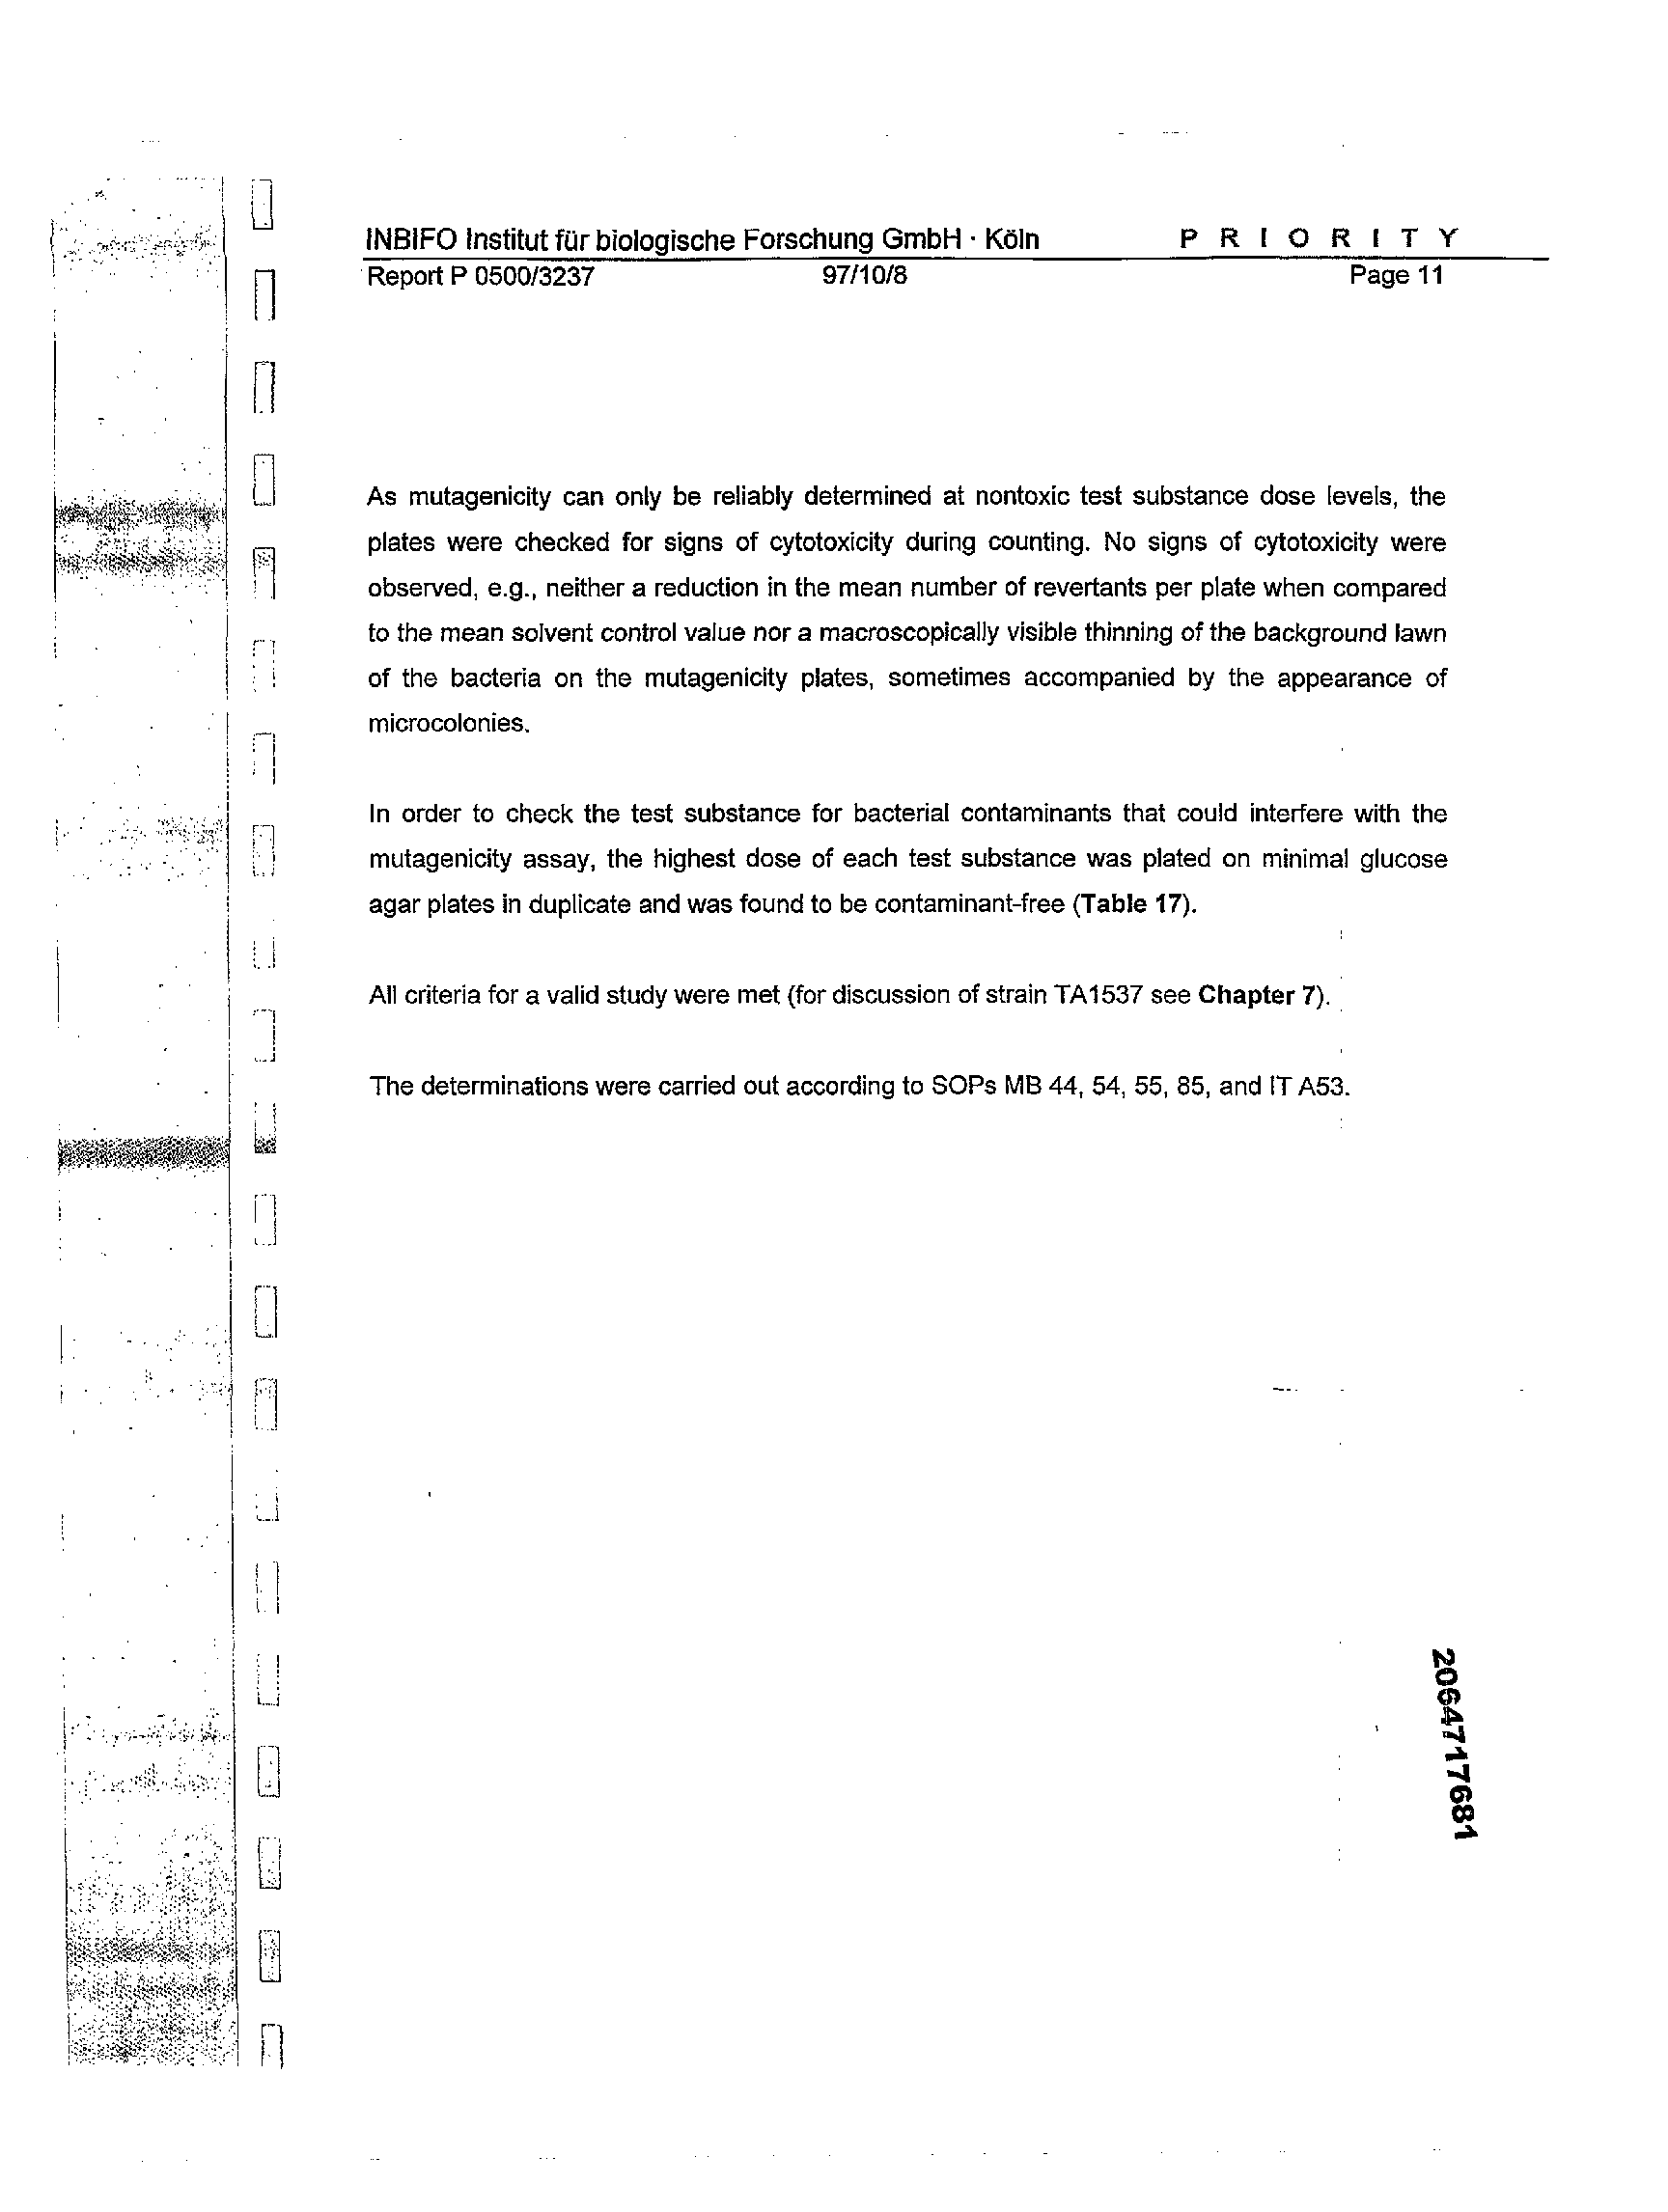 INBIFO Institut für biologische Forschung GmbH · Köln P R I O R I T Y
Report P 0500/3237 97/10/8 Page 11
As mutagenicity can only be reliably determined at nontoxic test substance dose levels, the
plates were checked for signs of cytotoxicity during counting. No signs of cytotoxicity were
observed, e.g., neither a reduction in the mean number of revertants per plate when compared
to the mean solvent control value nor a macroscopically visible thinning of the background lawn
of the bacteria on the mutagenicity plates, sometimes accompanied by the appearance of
microcolonies.
In order to check the test substance for bacterial contaminants that could interfere with the
mutagenicity assay, the highest dose of each test substance was plated on minimal glucose
agar plates in duplicate and was found to be contaminant-free (Table 17).
All criteria for a valid study were met (for discussion of strain TA1537 see Chapter 7).
The determinations were carried out according to SOPs MB 44, 54, 55, 85, and IT A53.
2064717681